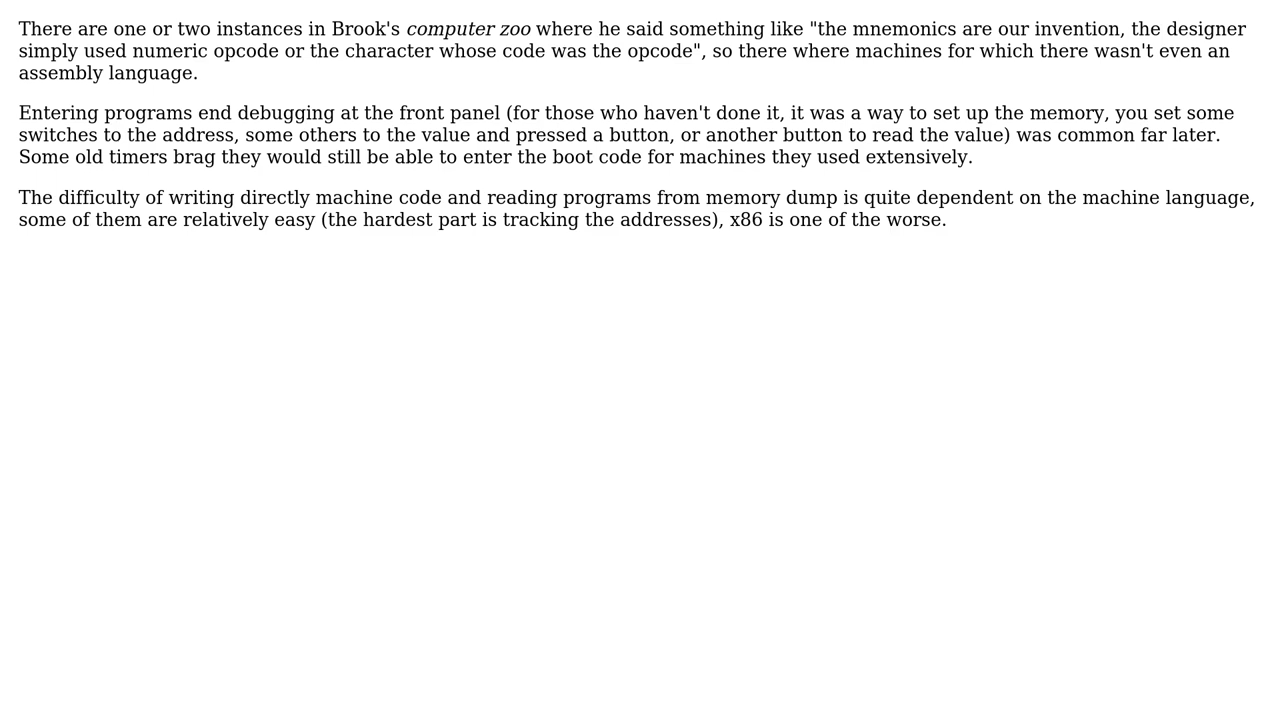 There are one or two instances in Brook's computer zoo where he said something like "the mnemonics are our invention, the designer
simply used numeric opcode or the character whose code was the opcode", so there where machines for which there wasn't even an
assembly language.
Entering programs end debugging at the front panel (for those who haven't done it, it was a way to set up the memory, you set some
switches to the address, some others to the value and pressed a button, or another button to read the value) was common far later.
Some old timers brag they would still be able to enter the boot code for machines they used extensively.
The difficulty of writing directly machine code and reading programs from memory dump is quite dependent on the machine language,
some of them are relatively easy (the hardest part is tracking the addresses), x86 is one of the worse.